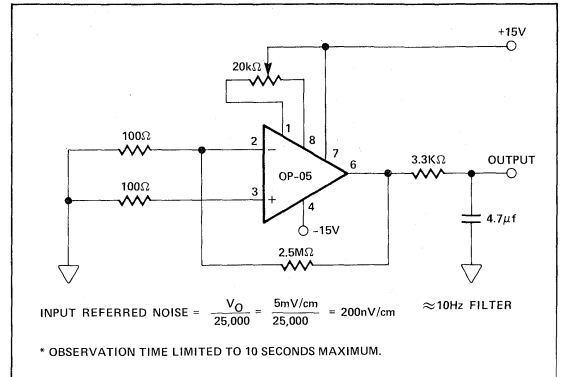 +15V
20kΩ
1
8
7
100Ω
2
−
6
3.3KΩ
OUTPUT
OP-05
100Ω
3
+
4
4.7μf
-15V
2.5MΩ
INPUT REFERRED NOISE = VO/25,000 = 5mV/cm/25,000 = 200nV/cm
≈10Hz FILTER
* OBSERVATION TIME LIMITED TO 10 SECONDS MAXIMUM.